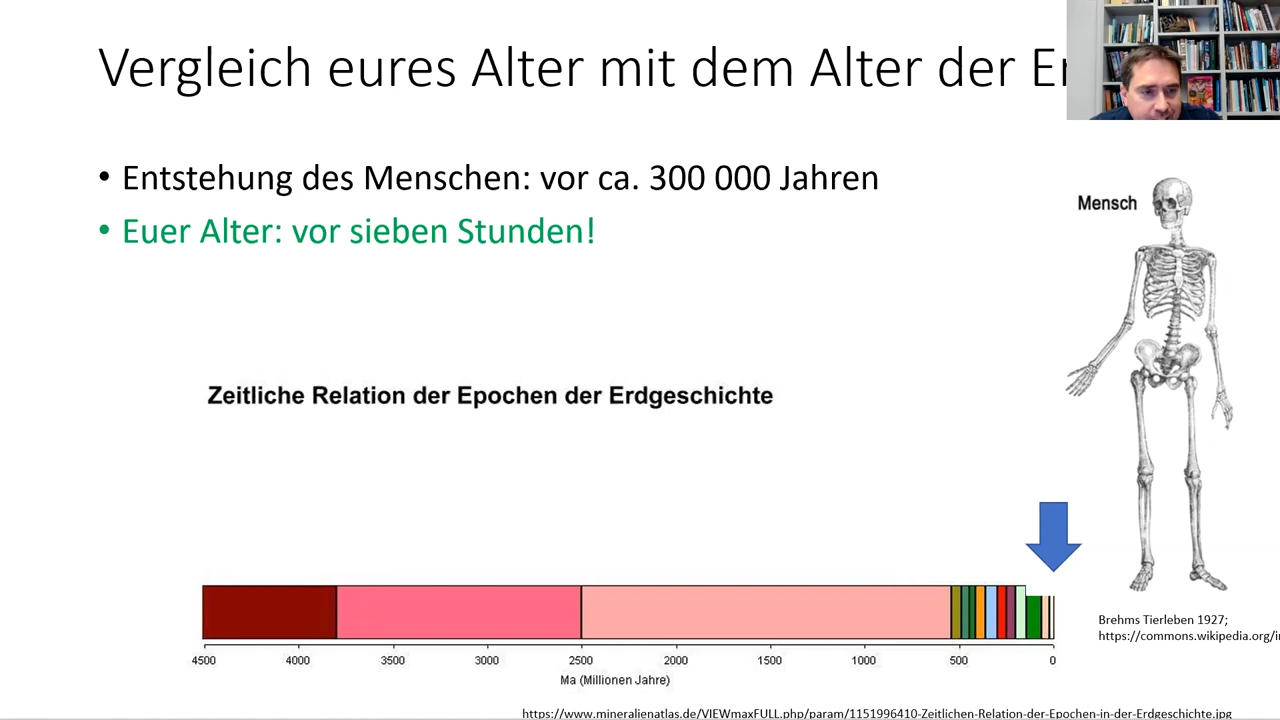 Vergleich eures Alter mit dem Alter der
• Entstehung des Menschen: vor ca. 300 000 Jahren
• Euer Alter: vor sieben Stunden!
Mensch
Zeitliche Relation der Epochen der Erdgeschichte
4500 4000 3500 3000 2500 2000 1500 1000 500 0
Ma (Millionen Jahre)
Brehms Tierleben 1927;
https://commons.wikipedia.org/i
https://www.mineralienatlas.de/VIEWmaxFULL.php/param/1151996410-Zeitlichen-Relation-der-Epochen-in-der-Erdgeschichte.jpg